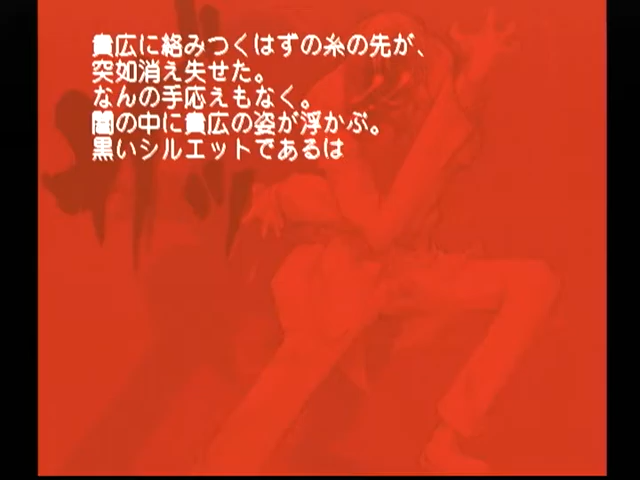 貴広に絡みつくはずの糸の先が、
突如消え失せた。
なんの手応えもなく。
闇の中に貴広の姿が浮かぶ。
黒いシルエットであるは